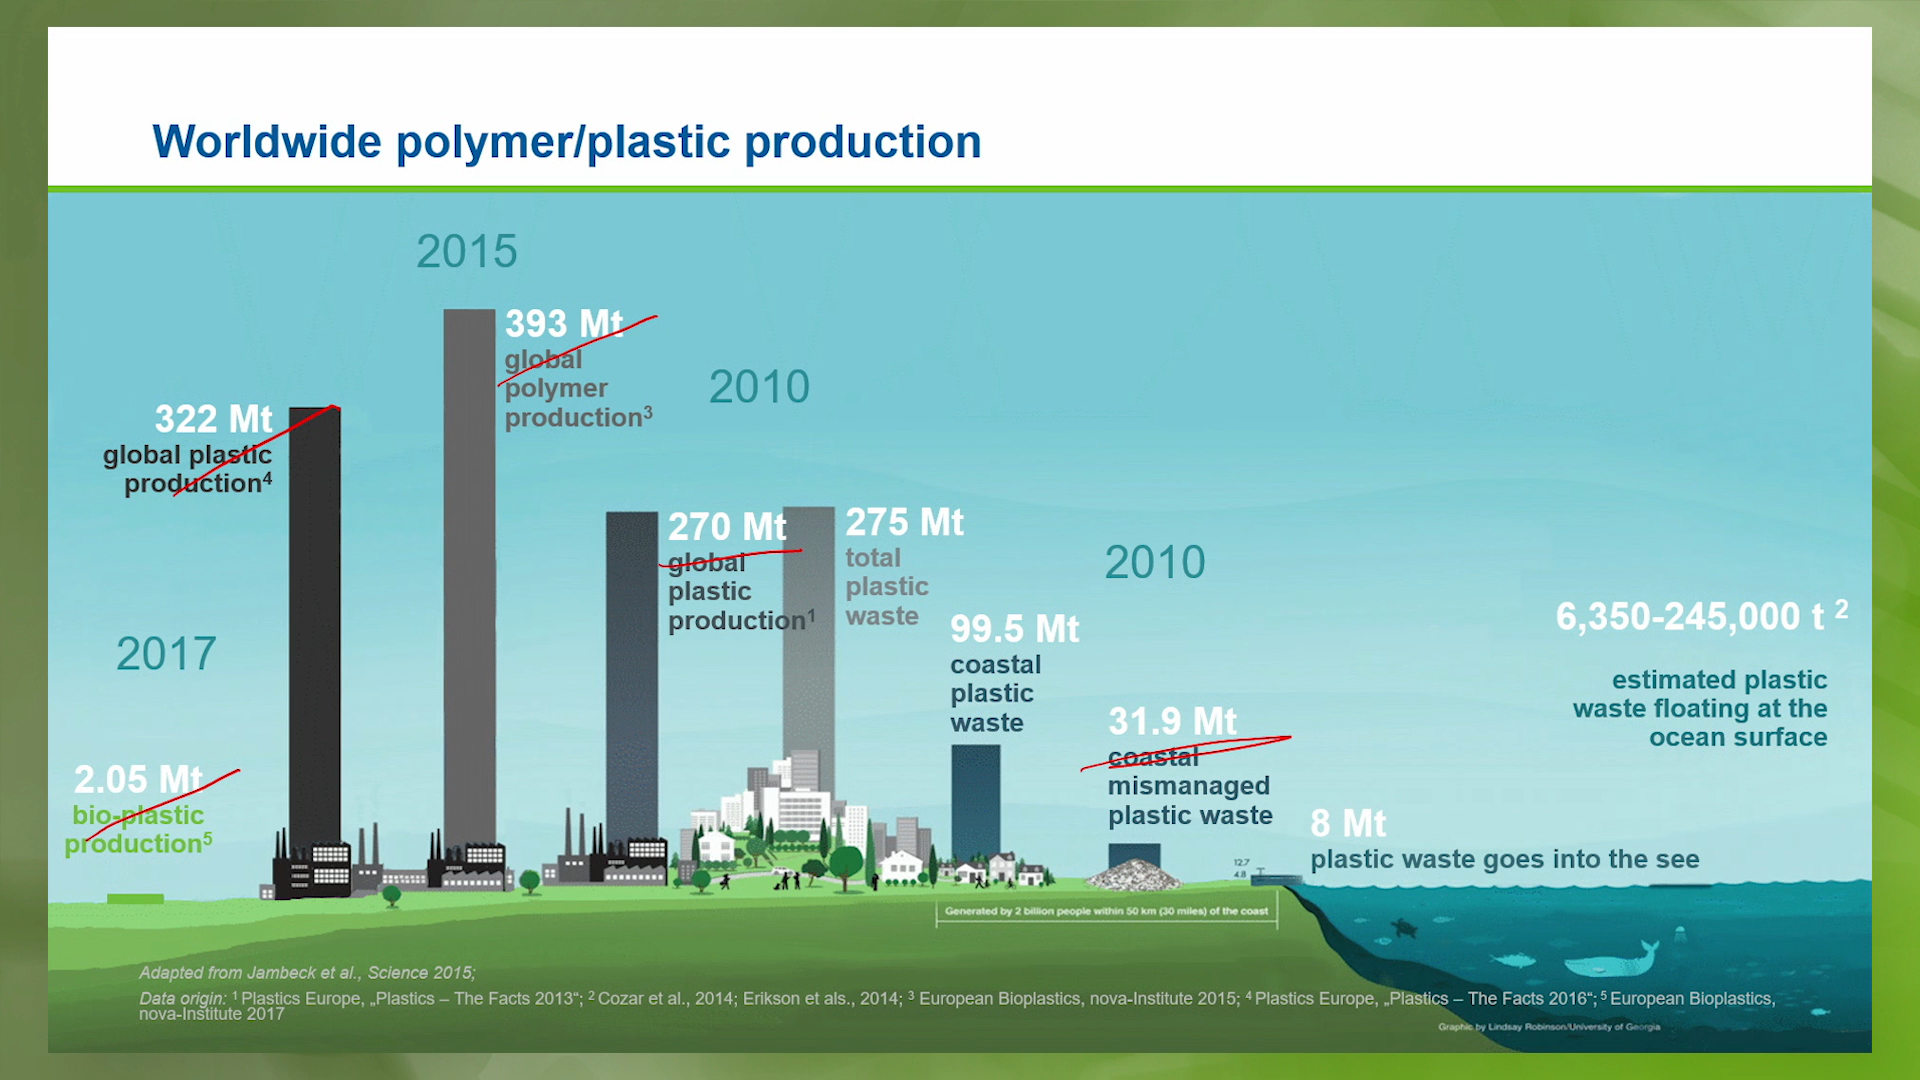 Worldwide polymer/plastic production
2015
393 Mt
global
polymer
production³
2010
322 Mt
global plastic
production⁴
270 Mt
global
plastic
production¹
275 Mt
total
plastic
waste
2010
2017
99.5 Mt
coastal
plastic
waste
6,350-245,000 t ²
estimated plastic
waste floating at the
ocean surface
31.9 Mt
coastal
mismanaged
plastic waste
2.05 Mt
bio-plastic
production⁵
8 Mt
plastic waste goes into the see
12.7
4.8
Generated by 2 billion people within 50 km (30 miles) of the coast
Adapted from Jambeck et al., Science 2015;
Data origin: ¹ Plastics Europe, „Plastics – The Facts 2013“; ² Cozar et al., 2014; Erikson et als., 2014; ³ European Bioplastics, nova-Institute 2015; ⁴ Plastics Europe, „Plastics – The Facts 2016“; ⁵ European Bioplastics,
nova-Institute 2017
Graphic by Lindsay Robinson/University of Georgia